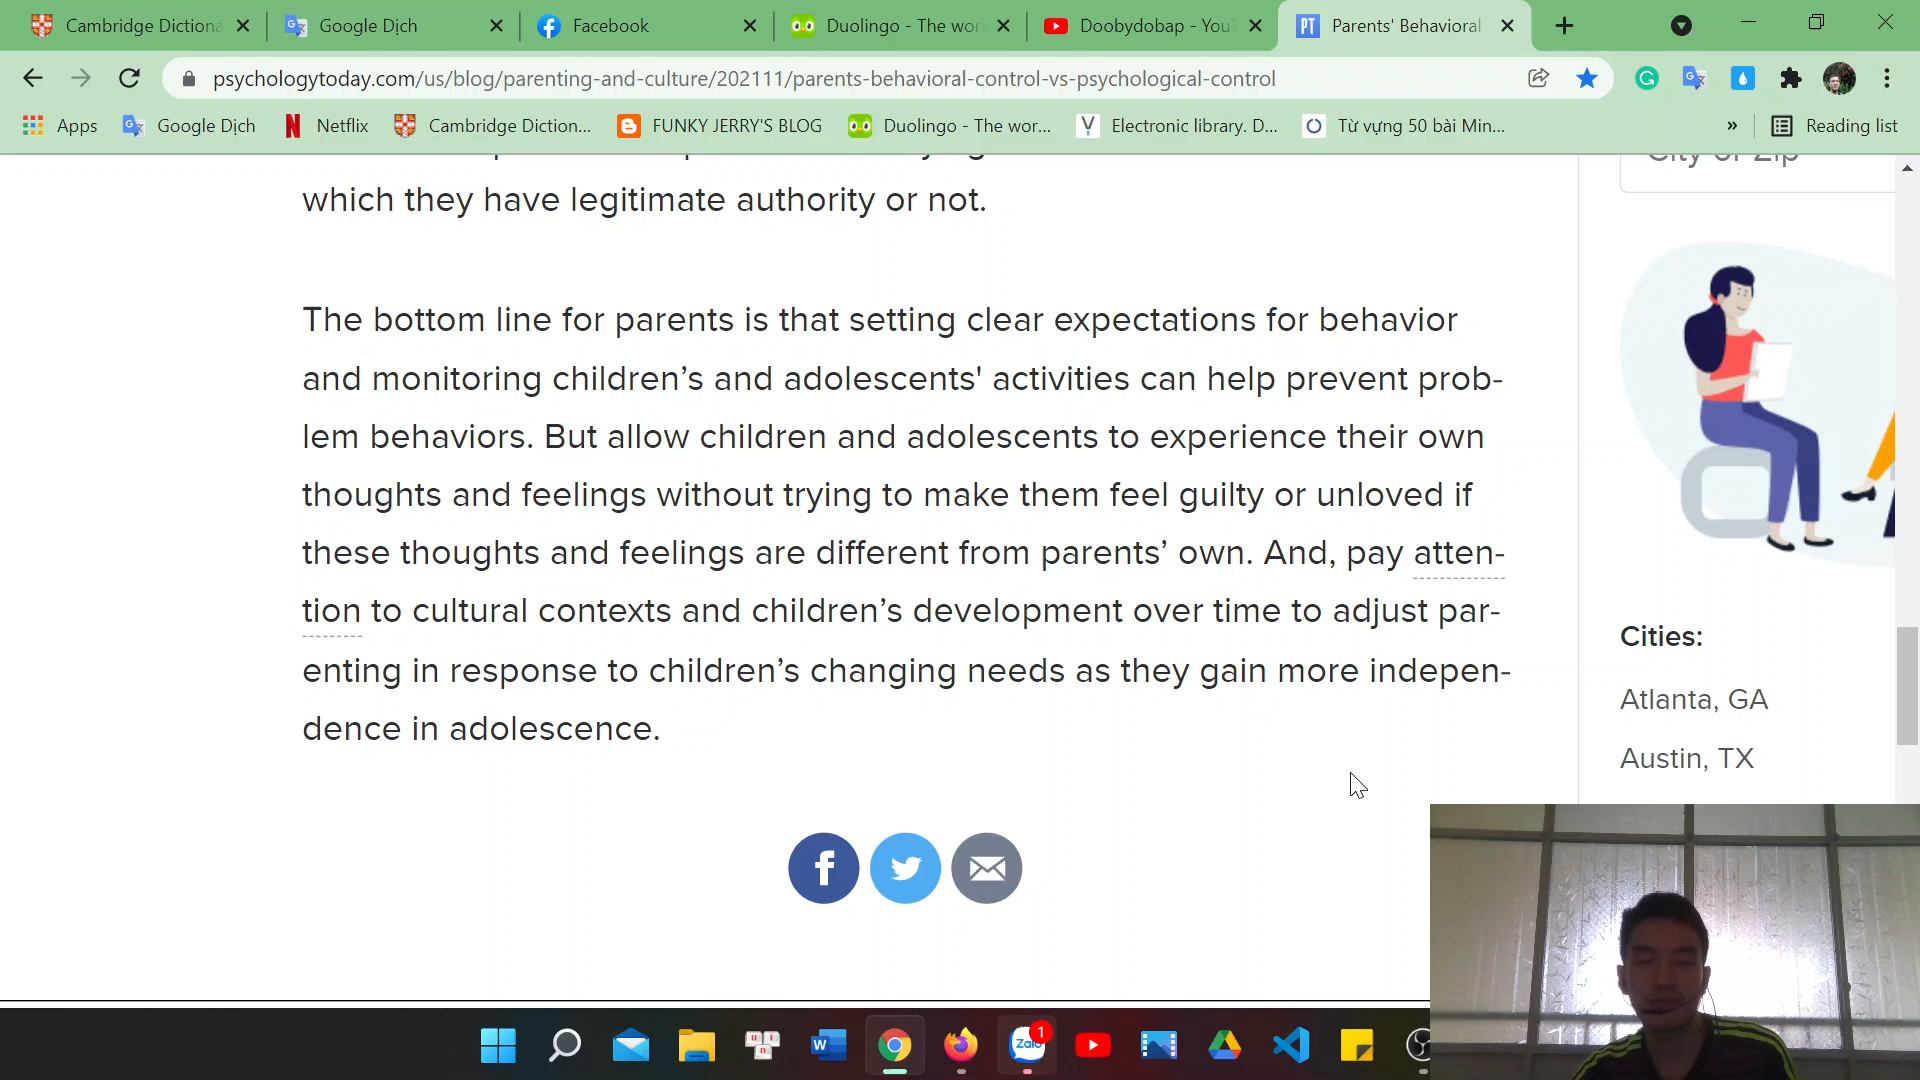 Cambridge Dictiona
Google Dịch
Facebook
Duolingo - The wor
Doobydobap - YouT
PT
Parents' Behavioral
psychologytoday.com/us/blog/parenting-and-culture/202111/parents-behavioral-control-vs-psychological-control
Apps
Google Dịch
Netflix
Cambridge Diction...
FUNKY JERRY'S BLOG
Duolingo - The wor...
Electronic library. D...
Từ vựng 50 bài Min...
Reading list
City or Zip
which they have legitimate authority or not.
The bottom line for parents is that setting clear expectations for behavior
and monitoring children’s and adolescents' activities can help prevent prob-
lem behaviors. But allow children and adolescents to experience their own
thoughts and feelings without trying to make them feel guilty or unloved if
these thoughts and feelings are different from parents’ own. And, pay atten-
tion to cultural contexts and children’s development over time to adjust par-
enting in response to children’s changing needs as they gain more indepen-
dence in adolescence.
Cities:
Atlanta, GA
Austin, TX
Zalo
1